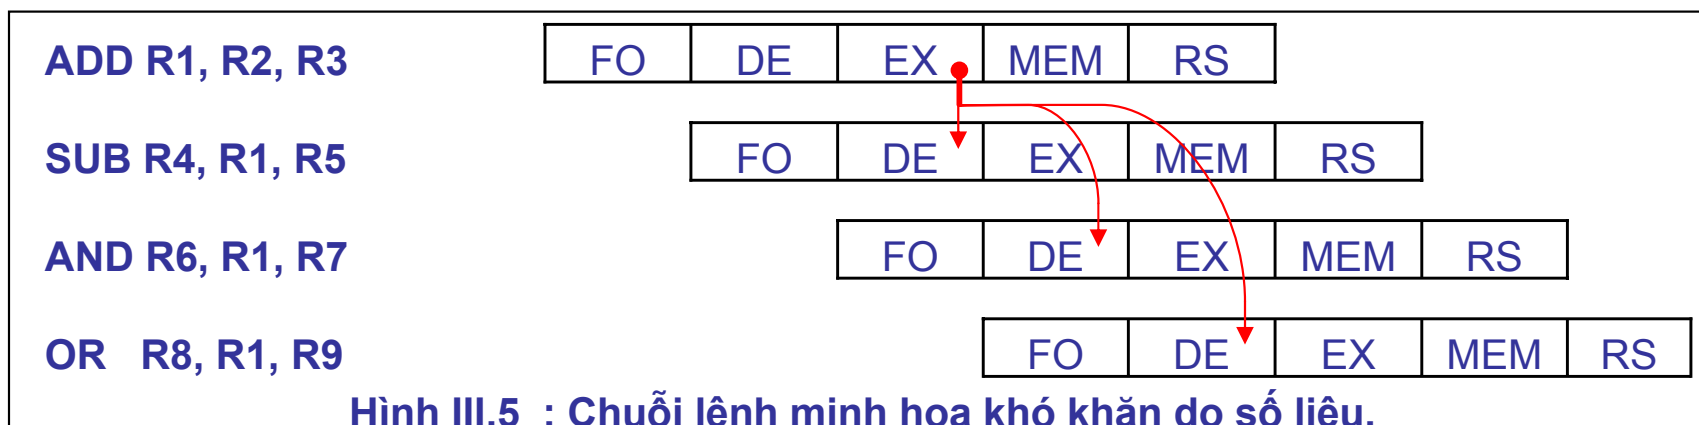 ADD R1, R2, R3 FO DE EX MEM RS
SUB R4, R1, R5 FO DE EX MEM RS
AND R6, R1, R7 FO DE EX MEM RS
OR R8, R1, R9 FO DE EX MEM RS
Hình III.5 : Chuỗi lệnh minh họa khó khăn do số liệu.